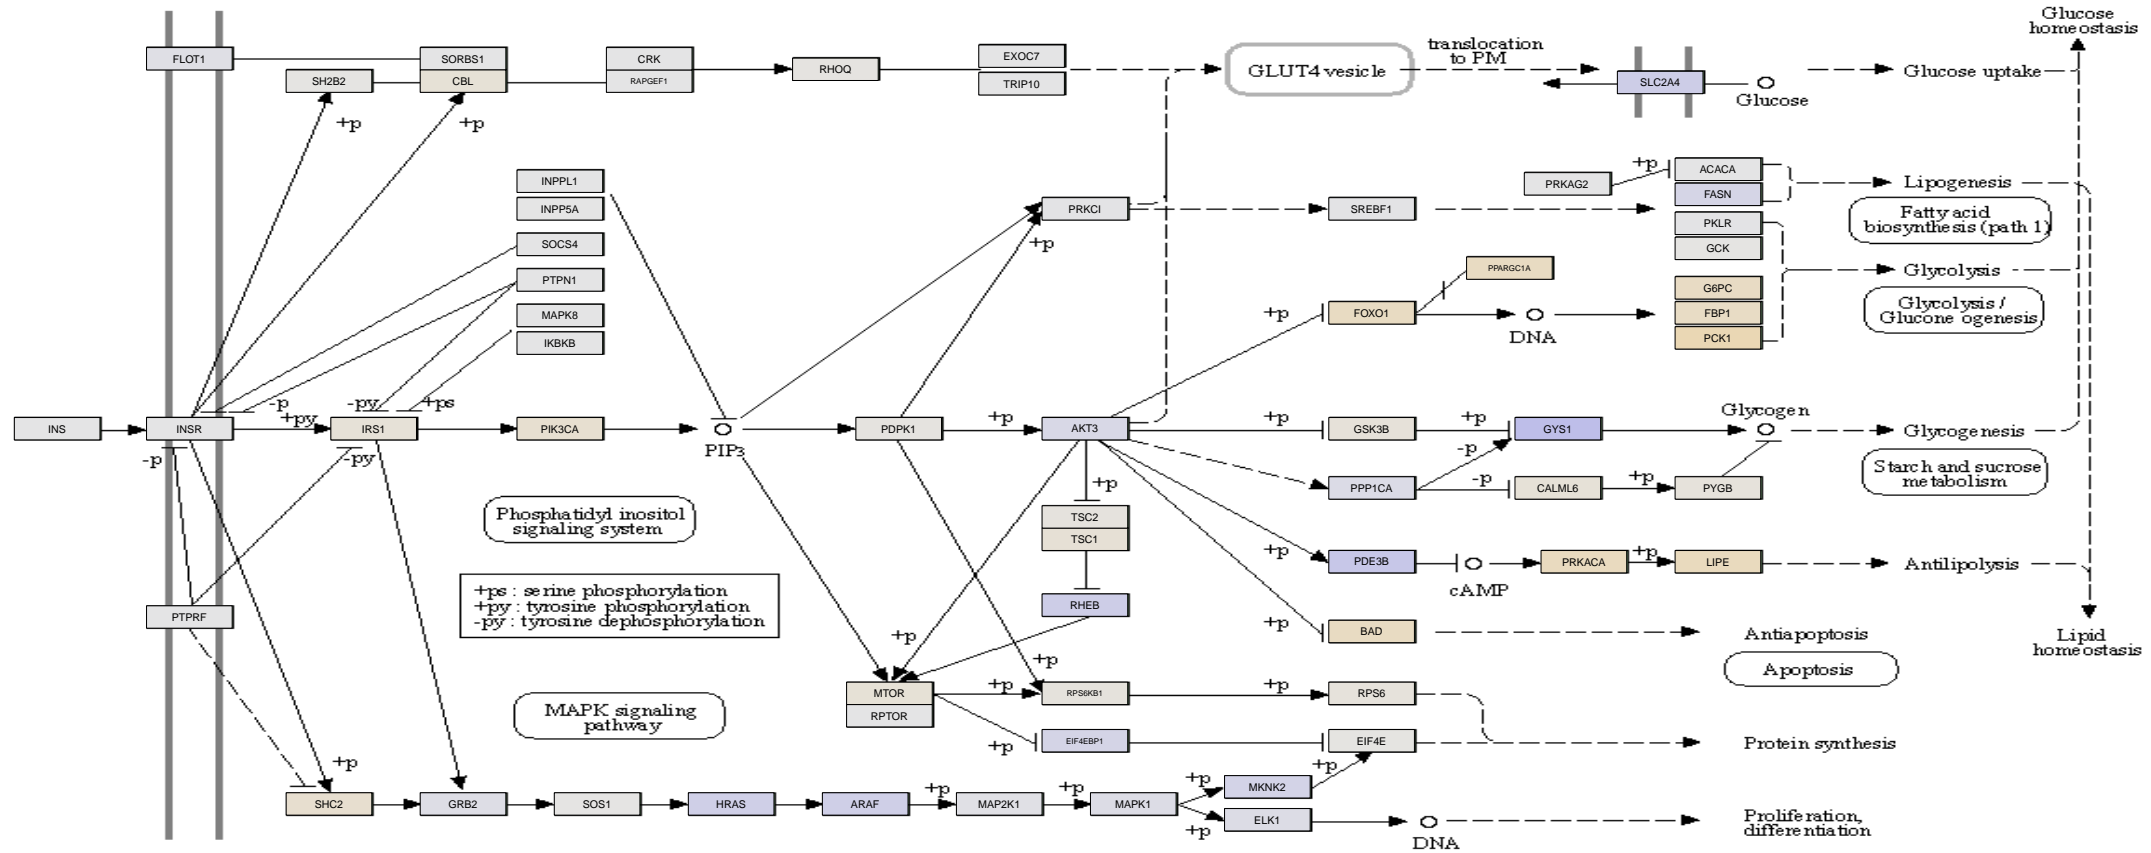 Glucose
homeostasis
FLOT1
SORBS1
CRK
EXOC7
translocation
to PM
SH2B2
CBL
RAPGEF1
RHOQ
TRIP10
GLUT4 vesicle
SLC2A4
Glucose
Glucose uptake
+p
+p
INPPL1
INPP5A
SOCS4
PTPN1
MAPK8
IKBKB
PRKCI
+p
SREBF1
PRKAG2
+p
ACACA
FASN
PKLR
GCK
G6PC
FBP1
PCK1
Lipogenesis
Fatty acid
biosynthesis (path 1)
Glycolysis
Glycolysis /
Glucone ogenesis
PPARGC1A
+p
FOXO1
DNA
-p
+py
-py
+ps
INS
INSR
IRS1
PIK3CA
PIP3
PDPK1
+p
AKT3
+p
GSK3B
+p
GYS1
Glycogen
Glycogenesis
Starch and sucrose
metabolism
-p
-py
-p
PPP1CA
-p
CALML6
+p
PYGB
Phosphatidyl inositol
signaling system
+p
TSC2
TSC1
+p
PDE3B
cAMP
PRKACA
+p
LIPE
Antilipolysis
+ps : serine phosphorylation
+py : tyrosine phosphorylation
-py : tyrosine dephosphorylation
PTPRF
RHEB
+p
+p
BAD
Antiapoptosis
Apoptosis
Lipid
homeostasis
+p
MTOR
RPTOR
+p
RPS6KB1
+p
RPS6
MAPK signaling
pathway
+p
EIF4EBP1
EIF4E
Protein synthesis
+p
SHC2
GRB2
SOS1
HRAS
ARAF
+p
MAP2K1
+p
MAPK1
+p
+p
MKNK2
+p
ELK1
DNA
Proliferation,
differentiation